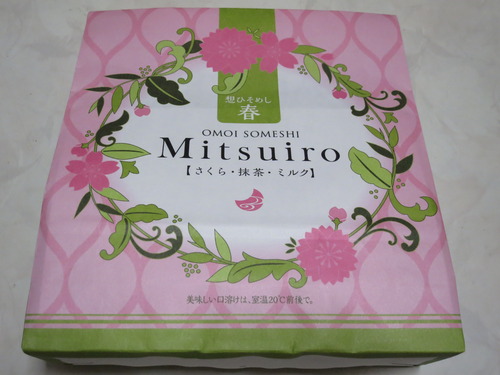 想ひそめし
春
OMOI SOMESHI
Mitsuiro
【さくら・抹茶・ミルク】
美味しい口溶けは、室温20℃前後で。